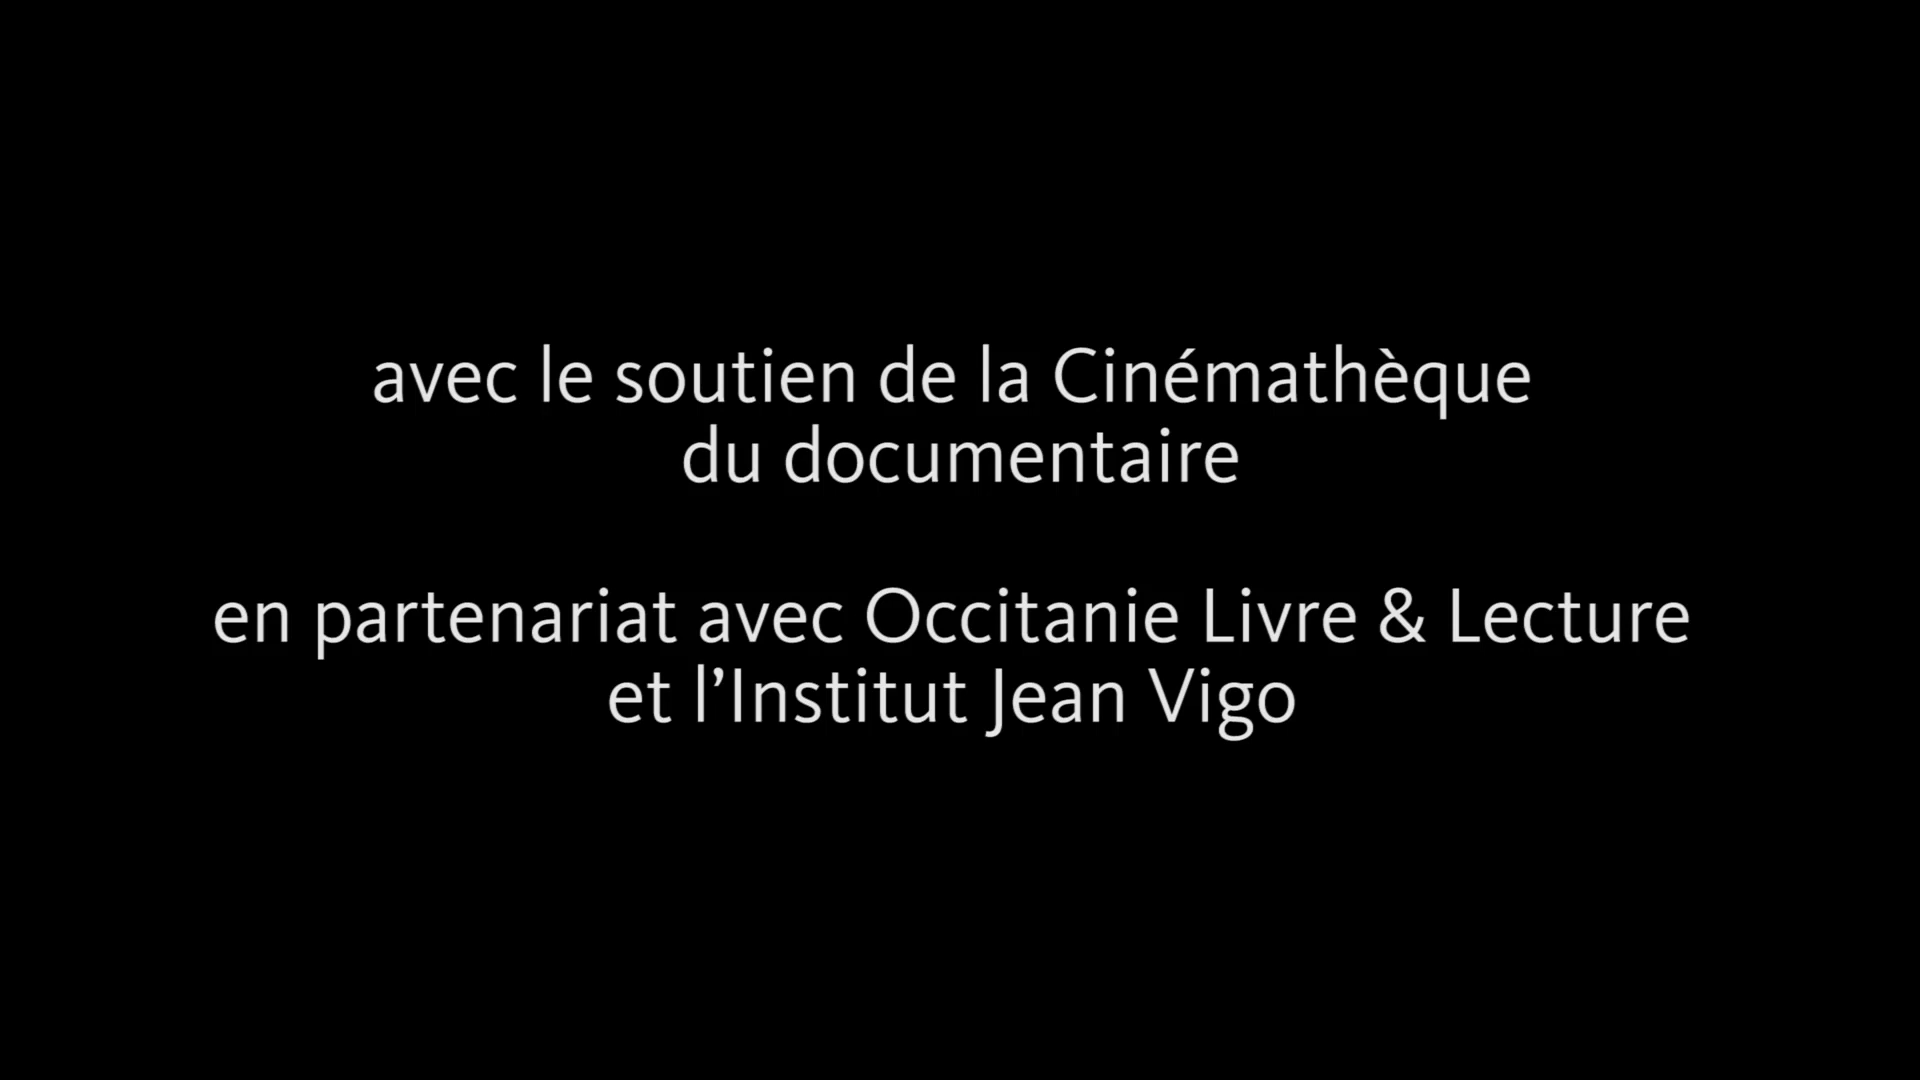 avec le soutien de la Cinémathèque
du documentaire
en partenariat avec Occitanie Livre & Lecture
et l’Institut Jean Vigo